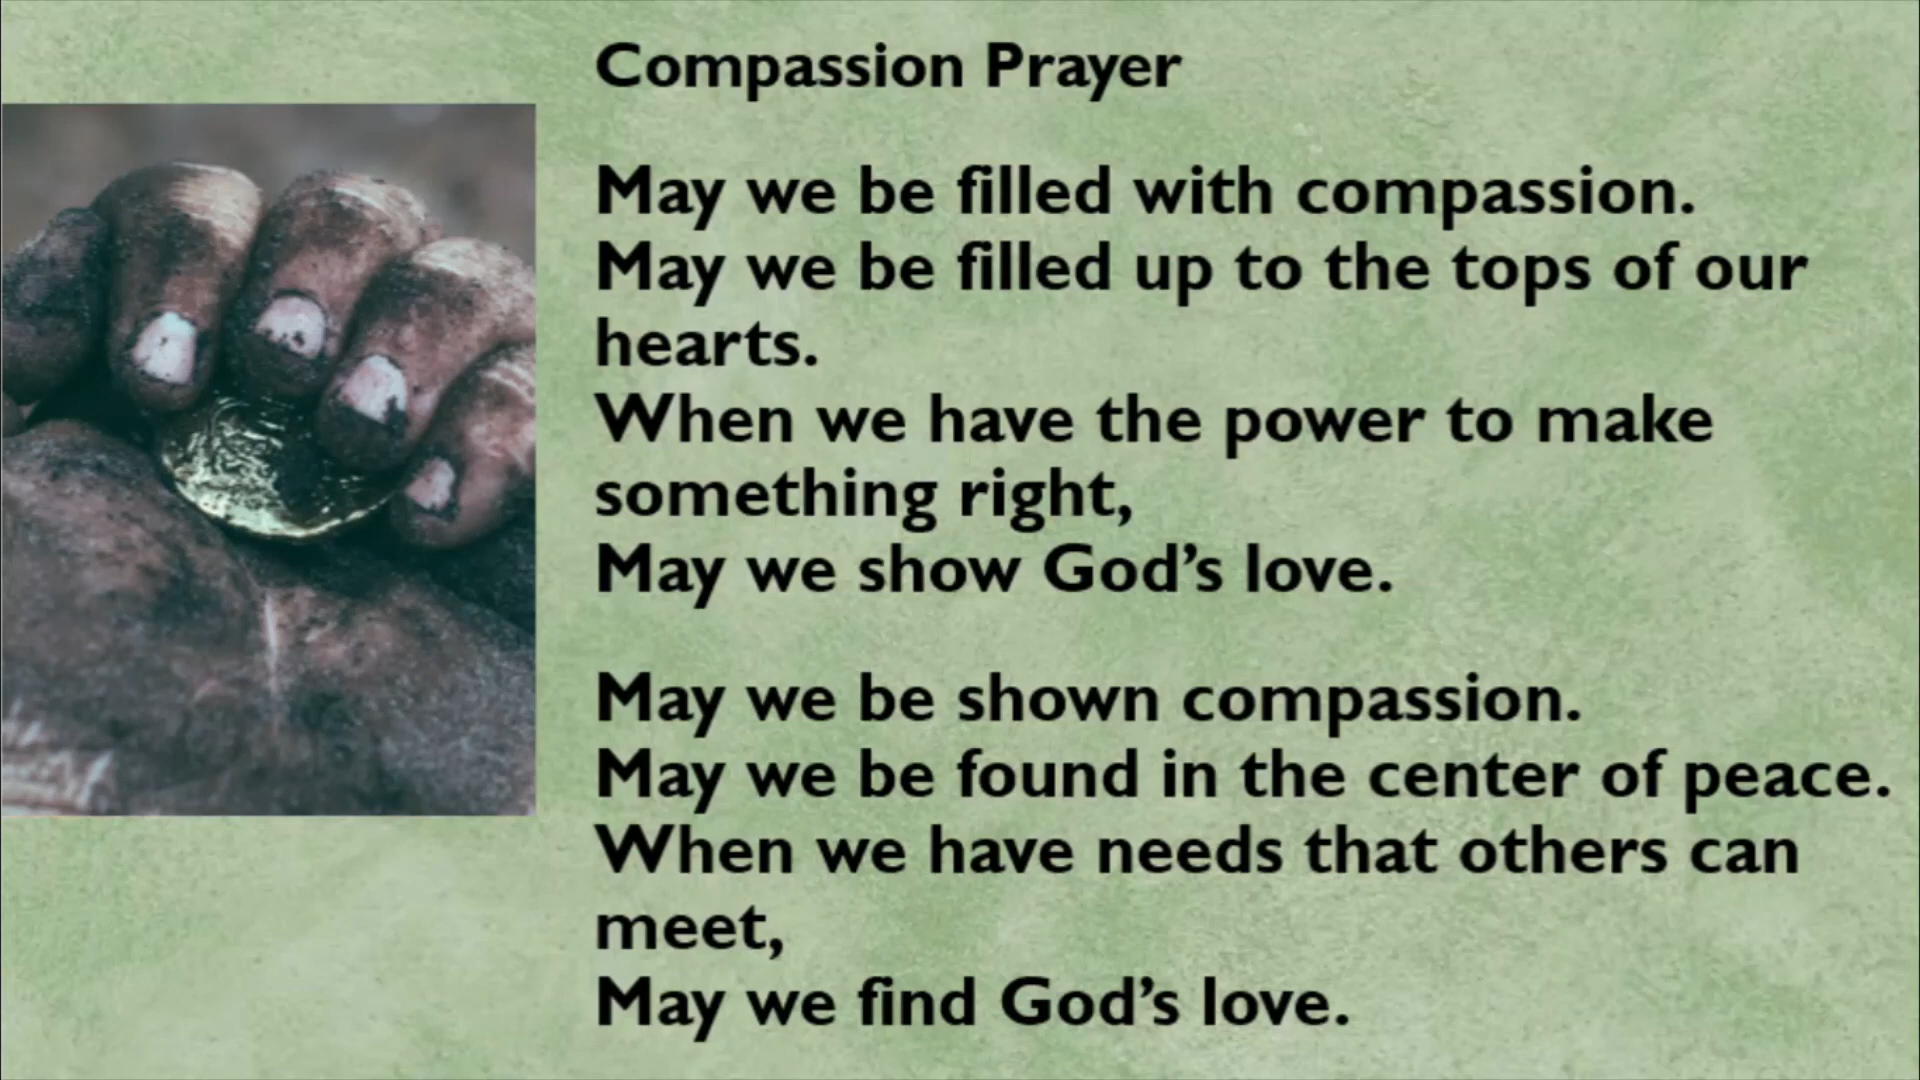 Compassion Prayer
May we be filled with compassion.
May we be filled up to the tops of our
hearts.
When we have the power to make
something right,
May we show God’s love.
May we be shown compassion.
May we be found in the center of peace.
When we have needs that others can
meet,
May we find God’s love.